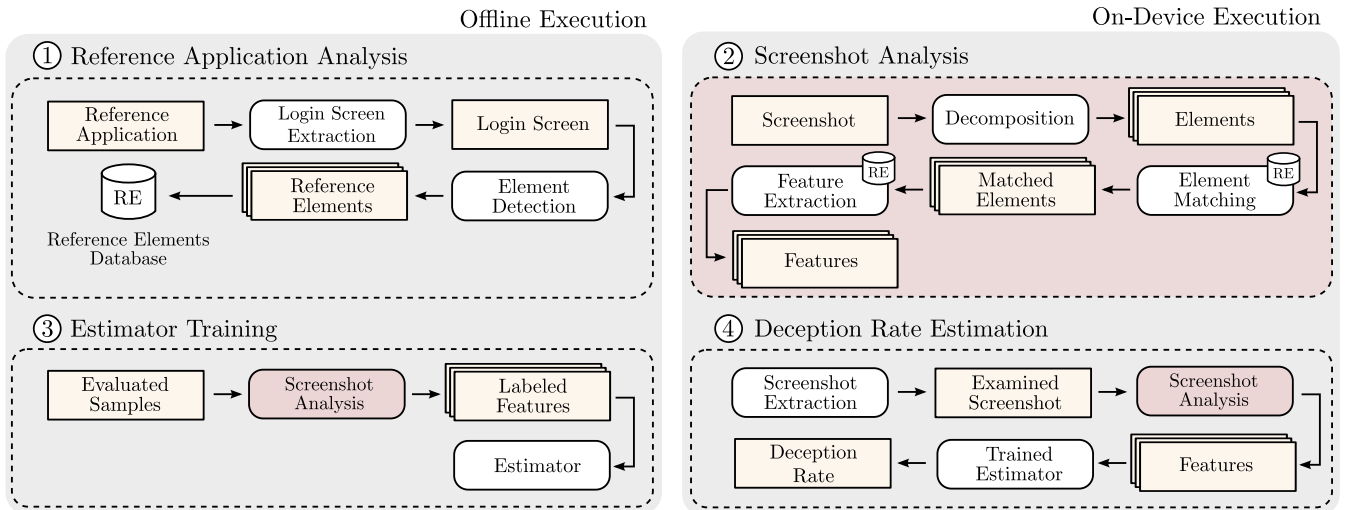 Offline Execution
① Reference Application Analysis
Reference
Application
Login Screen
Extraction
Login Screen
RE
Reference Elements
Database
Reference
Elements
Element
Detection
③ Estimator Training
Evaluated
Samples
Screenshot
Analysis
Labeled
Features
Estimator
On-Device Execution
② Screenshot Analysis
Screenshot
Decomposition
Elements
Feature
Extraction
RE
Matched
Elements
Element
Matching
RE
Features
④ Deception Rate Estimation
Screenshot
Extraction
Examined
Screenshot
Screenshot
Analysis
Deception
Rate
Trained
Estimator
Features